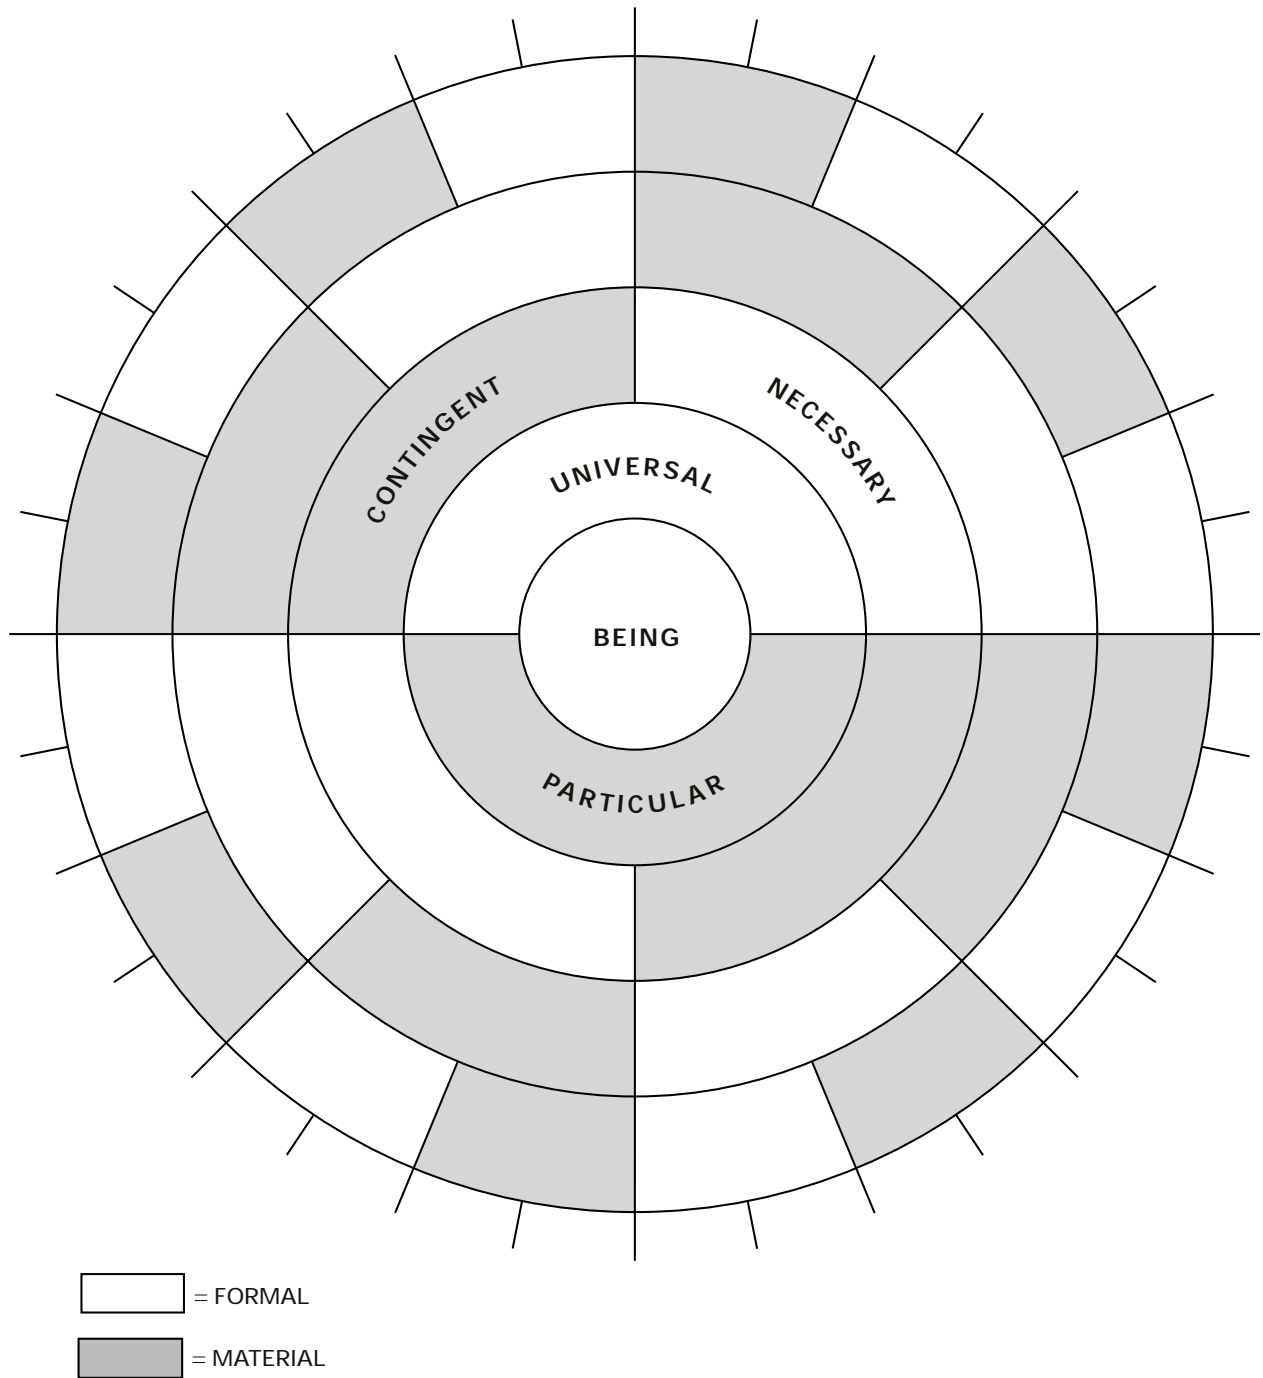 CONTINGENT
NECESSARY
UNIVERSAL
BEING
PARTICULAR
= FORMAL
= MATERIAL